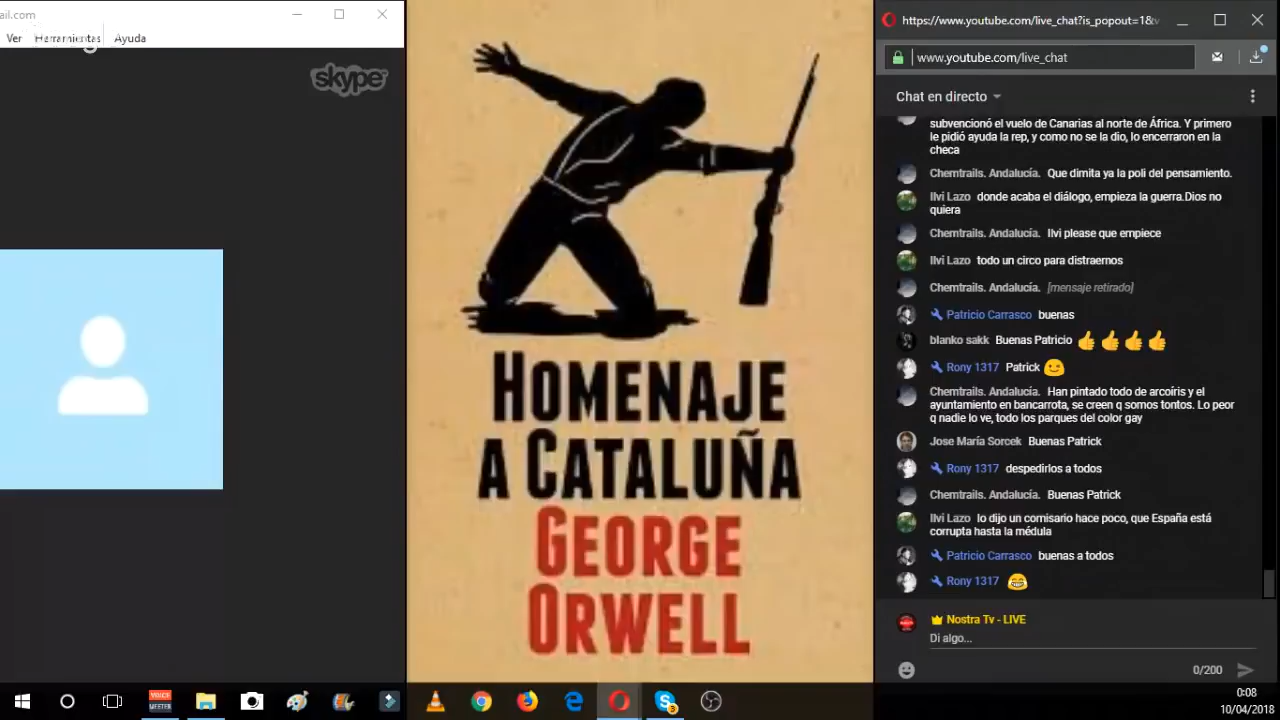 ail.com
Ver Herramientas Ayuda
skype
HOMENAJE
A CATALUÑA
GEORGE
ORWELL
https://www.youtube.com/live_chat?is_popout=1&tv
www.youtube.com/live_chat
Chat en directo
subvencionó el vuelo de Canarias al norte de África. Y primero
le pidió ayuda la rep, y como no se la dio, lo encerraron en la
checa
Chemtrails. Andalucía. Que dimita ya la poli del pensamiento.
Ilvi Lazo donde acaba el diálogo, empieza la guerra.Dios no
quiera
Chemtrails. Andalucía. Ilvi please que empiece
Ilvi Lazo todo un circo para distraernos
Chemtrails. Andalucía. [mensaje retirado]
Patricio Carrasco buenas
blanko sakk Buenas Patricio 👍👍👍👍
Rony 1317 Patrick 😉
Chemtrails. Andalucía. Han pintado todo de arcoíris y el
ayuntamiento en bancarrota, se creen q somos tontos. Lo peor
q nadie lo ve, todo los parques del color gay
Jose María Sorcek Buenas Patrick
Rony 1317 despedirlos a todos
Chemtrails. Andalucía. Buenas Patrick
Ilvi Lazo lo dijo un comisario hace poco, que España está
corrupta hasta la médula
Patricio Carrasco buenas a todos
Rony 1317 😂
Nostra Tv - LIVE
Di algo...
0/200
VOICE
MEETER
3
0:08
10/04/2018